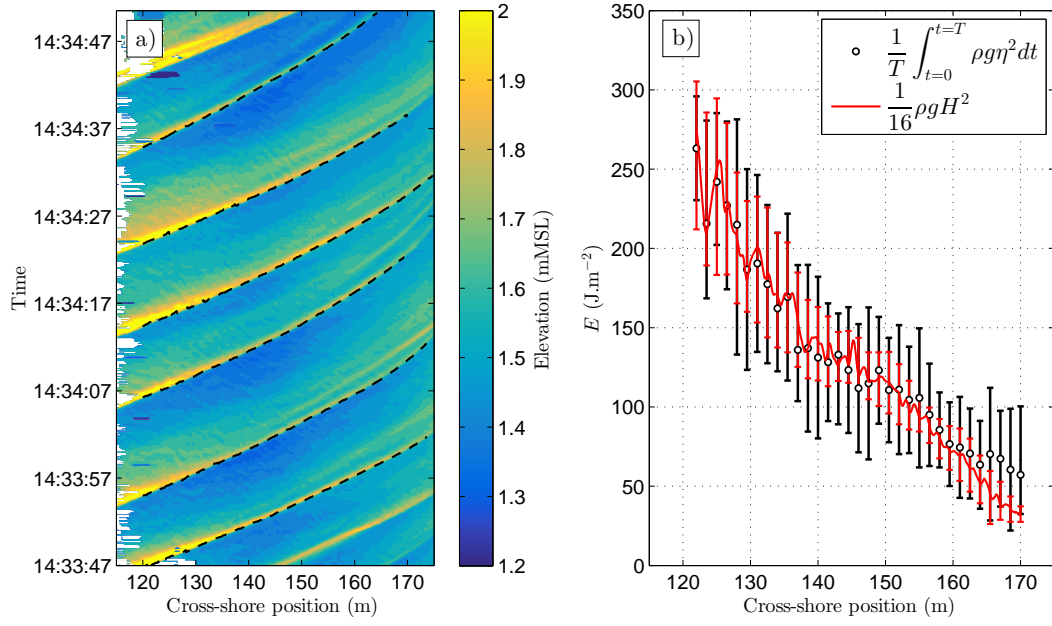 a)
14:34:47
14:34:37
14:34:27
14:34:17
14:34:07
14:33:57
14:33:47
Time
120 130 140 150 160 170
Cross-shore position (m)
2
1.9
1.8
1.7
1.6
1.5
1.4
1.3
1.2
Elevation (mMSL)
b)
1/T ∫_{t=0}^{t=T} ρgη²dt
1/16 ρgH²
350
300
250
200
150
100
50
0
E (J.m⁻²)
120 130 140 150 160 170
Cross-shore position (m)